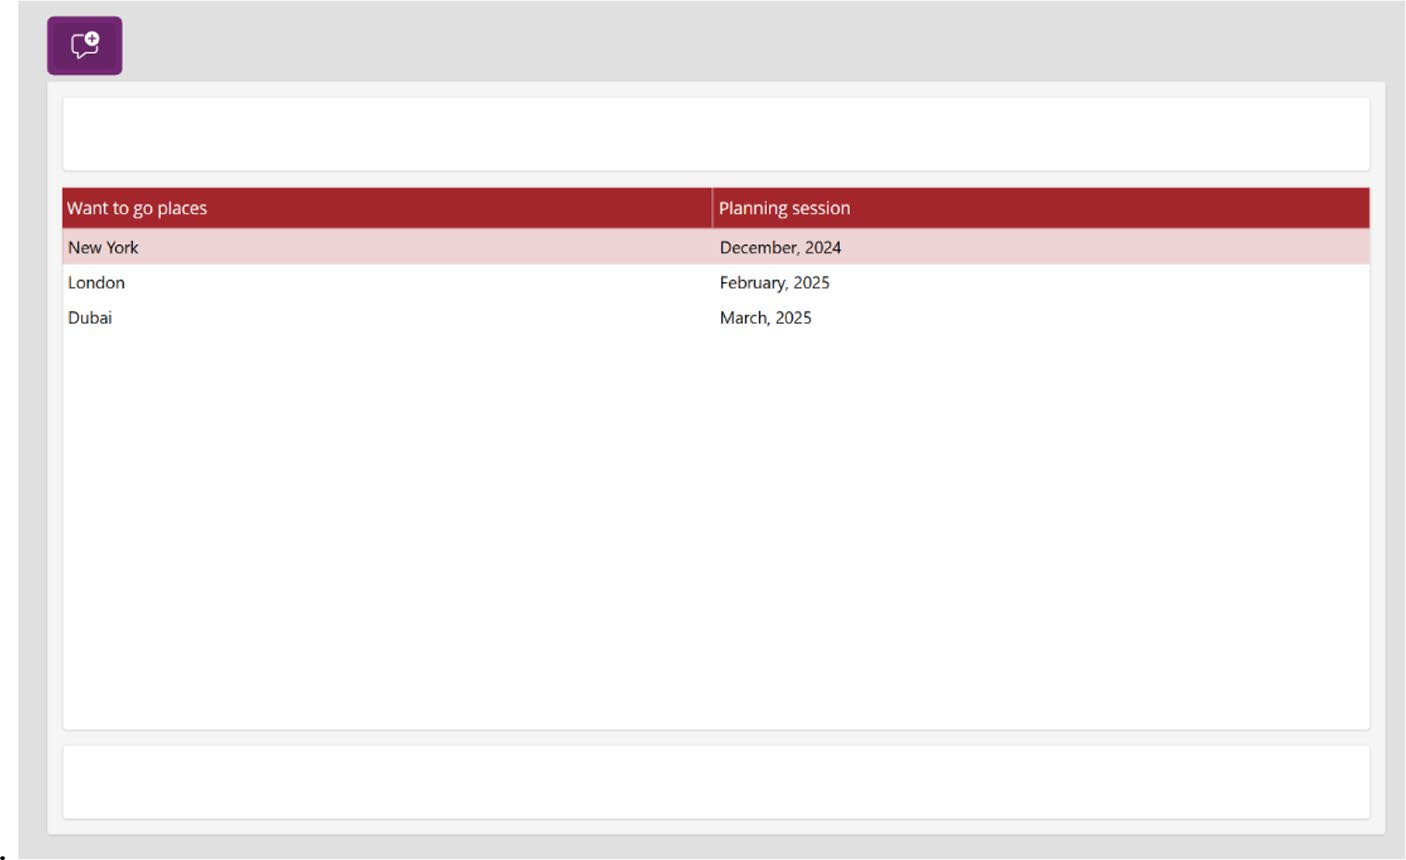 Want to go places Planning session
New York December, 2024
London February, 2025
Dubai March, 2025